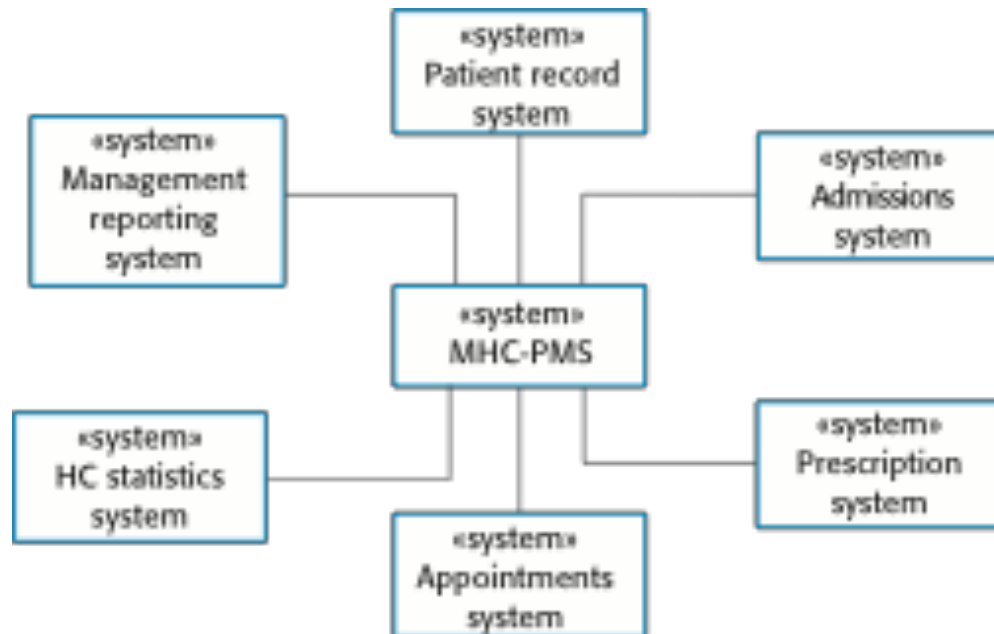 «system»
Patient record
system
«system»
Management
reporting
system
«system»
Admissions
system
«system»
MHC-PMS
«system»
HC statistics
system
«system»
Prescription
system
«system»
Appointments
system